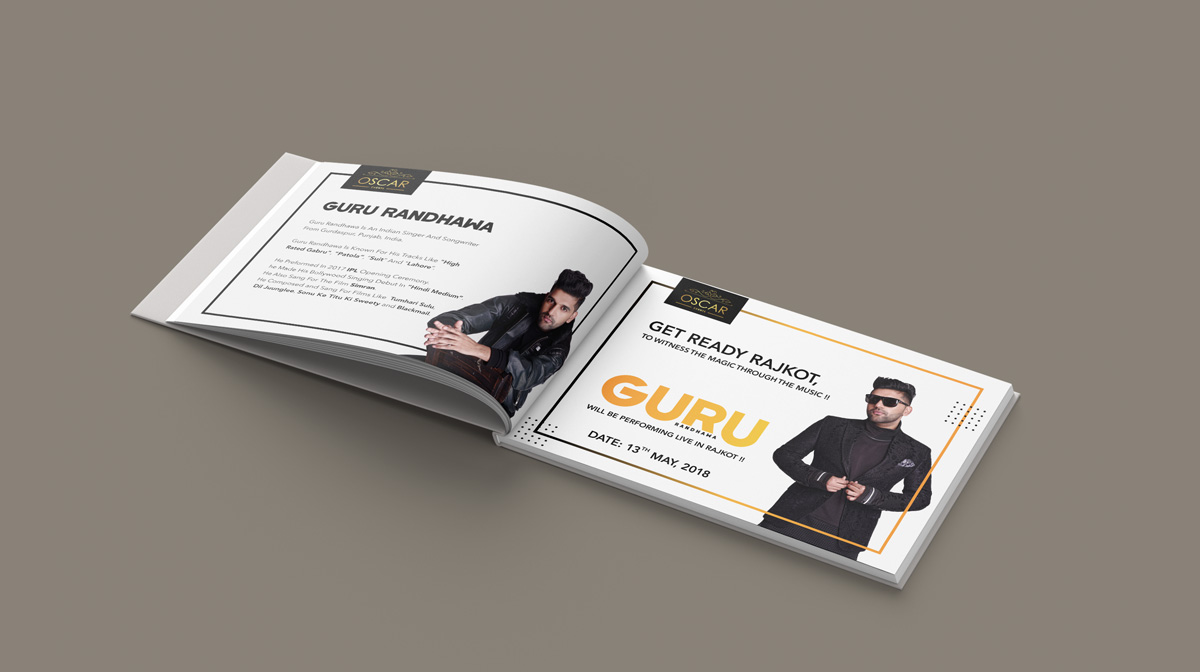 OSCAR
GURU RANDHAWA
Guru Randhawa Is An Indian Singer And Songwriter
From Gurdaspur, Punjab, India.
Guru Randhawa Is Known For His Tracks Like "High
Rated Gabru", "Patola", "Suit" And "Lahore".
He Preformed In 2017 IPL Opening Ceremony.
he Made His Bollywood Singing Debut In "Hindi Medium"
He Also Sang For The Film Simran
He Composed and Sang For Films Like Tumhari Sulu,
Dil Juunglee, Sonu Ke Titu Ki Sweety and Blackmail.
OSCAR
GET READY RAJKOT,
TO WITNESS THE MAGIC THROUGH THE MUSIC !!
GURU
RANDHAWA
WILL BE PERFORMING LIVE IN RAJKOT !!
DATE: 13TH MAY, 2018